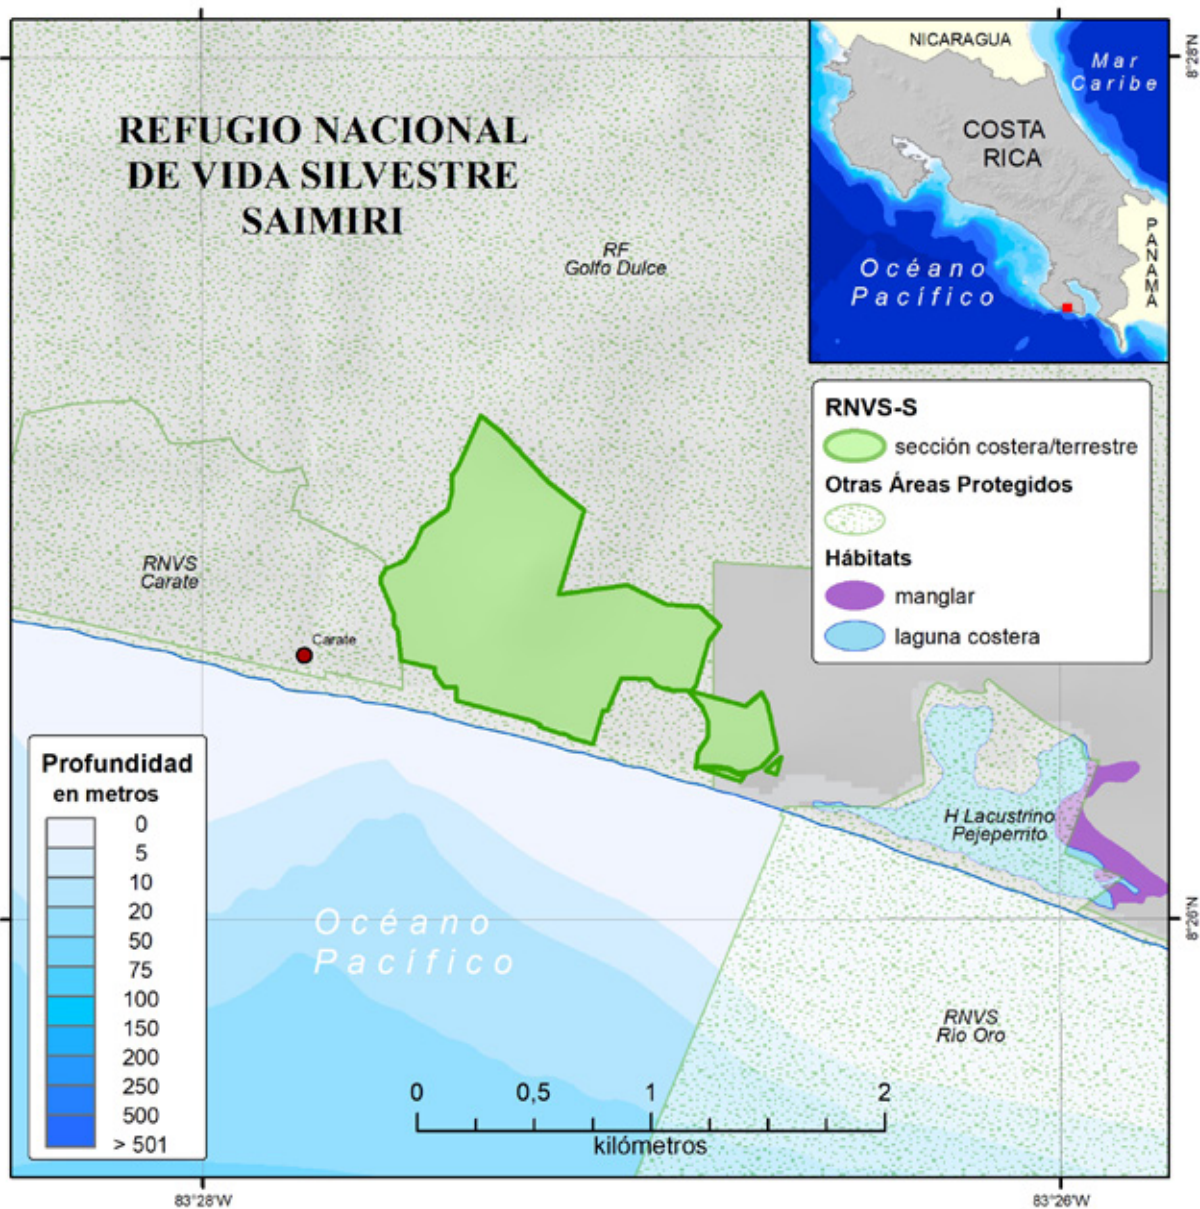 REFUGIO NACIONAL
DE VIDA SILVESTRE
SAIMIRI
NICARAGUA
Mar
Caribe
COSTA
RICA
PANAMÁ
Océano
Pacífico
8°28'N
RF
Golfo Dulce
RNVS-S
sección costera/terrestre
Otras Áreas Protegidos
Hábitats
manglar
laguna costera
RNVS
Carate
Carate
Profundidad
en metros
0
5
10
20
50
75
100
150
200
250
500
> 501
Océano
Pacífico
H Lacustrino
Pejeperrito
8°26'N
RNVS
Rio Oro
0 0,5 1 2
kilómetros
83°28'W 83°26'W